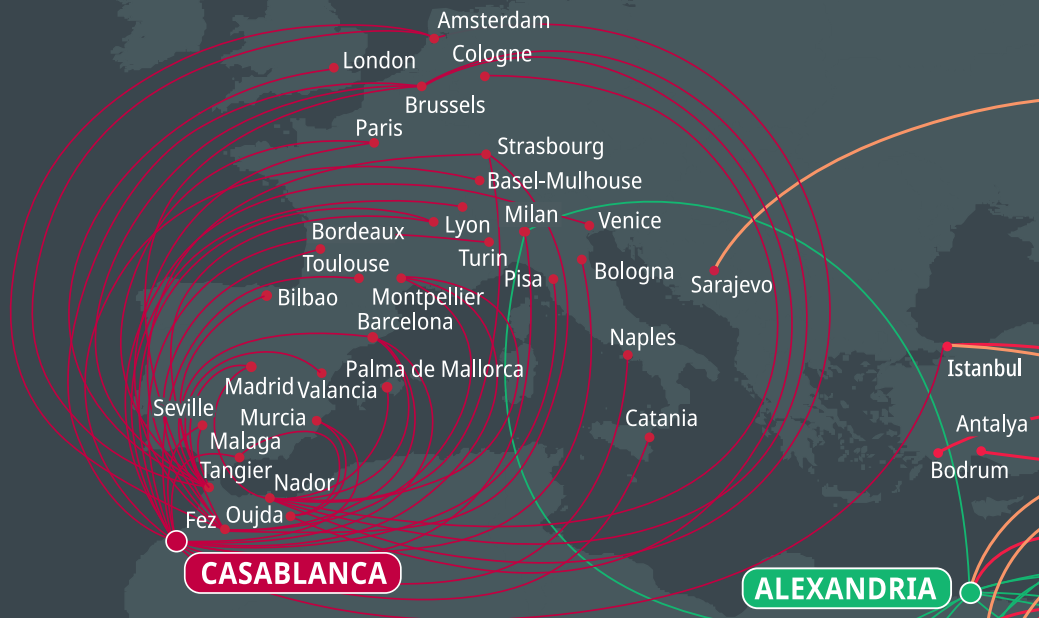 Amsterdam
Cologne
London
Brussels
Paris
Strasbourg
Basel-Mulhouse
Milan
Venice
Lyon
Bordeaux
Turin
Toulouse
Pisa
Bologna
Sarajevo
Bilbao
Montpellier
Barcelona
Naples
Istanbul
Palma de Mallorca
Madrid
Valancia
Seville
Murcia
Catania
Antalya
Malaga
Tangier
Bodrum
Nador
Fez
Oujda
CASABLANCA
ALEXANDRIA